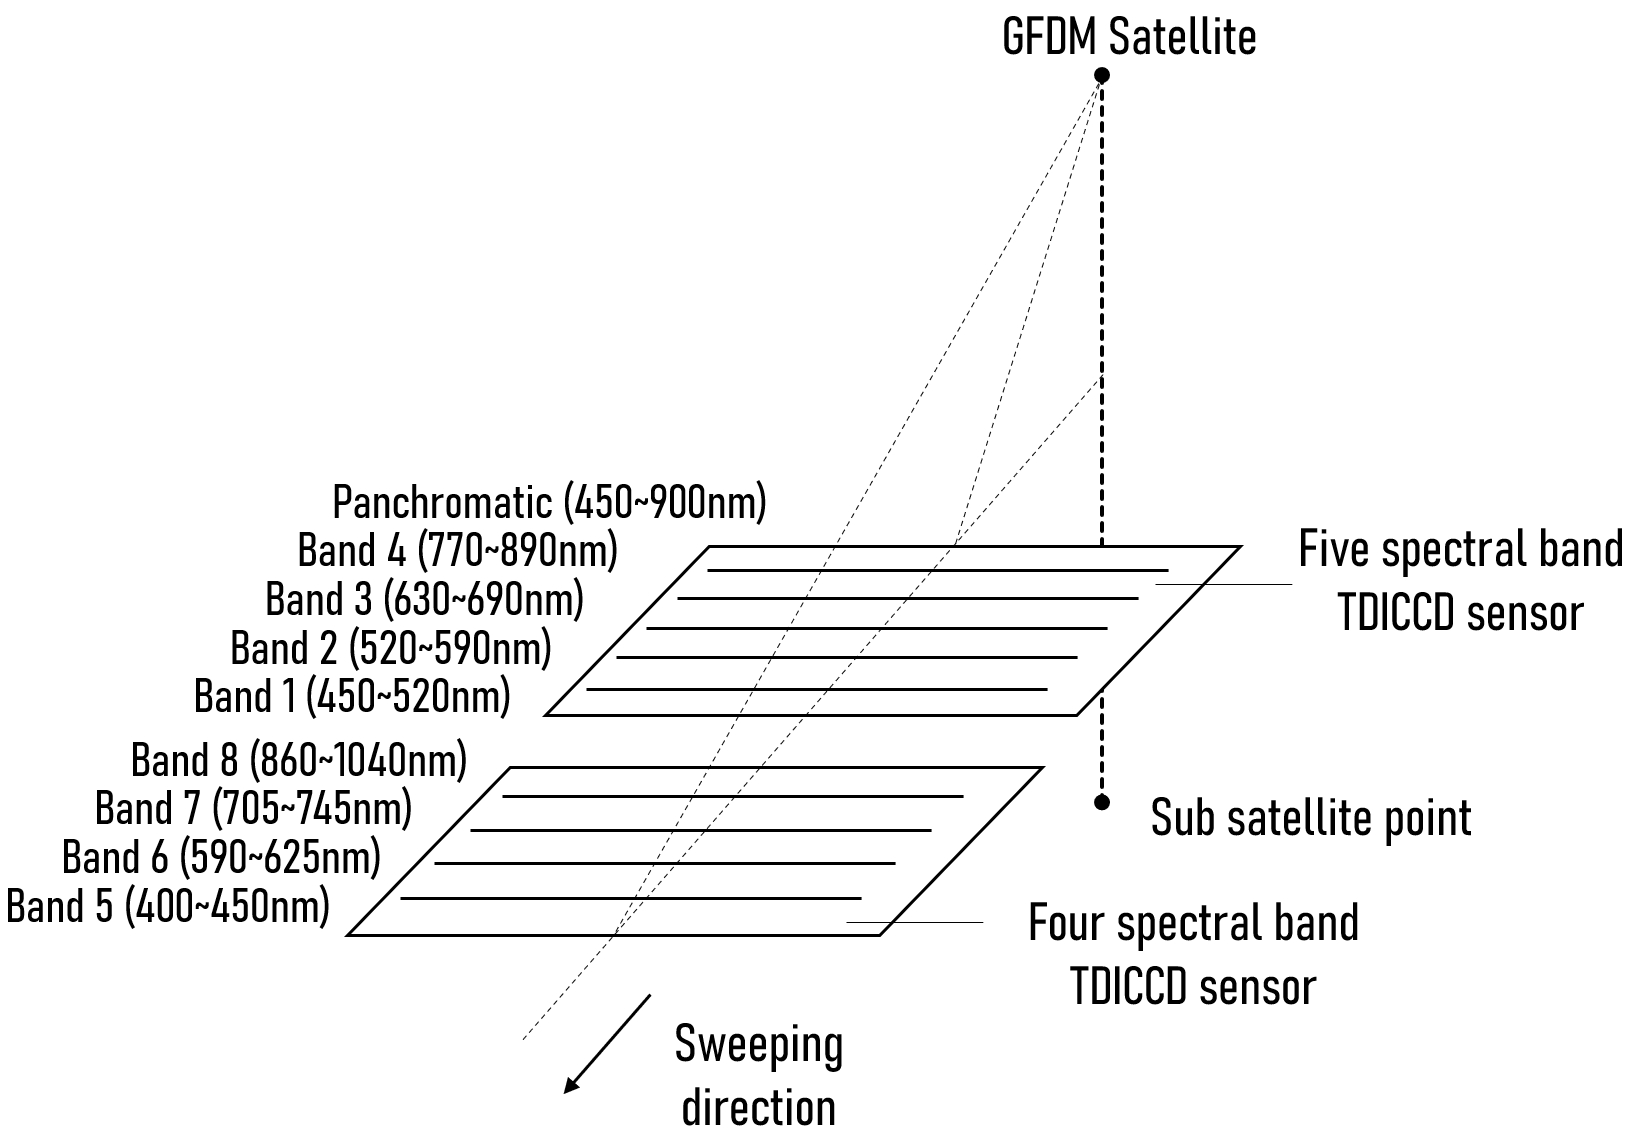 GFDM Satellite
Panchromatic (450~900nm)
Band 4 (770~890nm)
Band 3 (630~690nm)
Band 2 (520~590nm)
Band 1 (450~520nm)
Five spectral band
TDICCD sensor
Band 8 (860~1040nm)
Band 7 (705~745nm)
Band 6 (590~625nm)
Band 5 (400~450nm)
Sub satellite point
Four spectral band
TDICCD sensor
Sweeping
direction